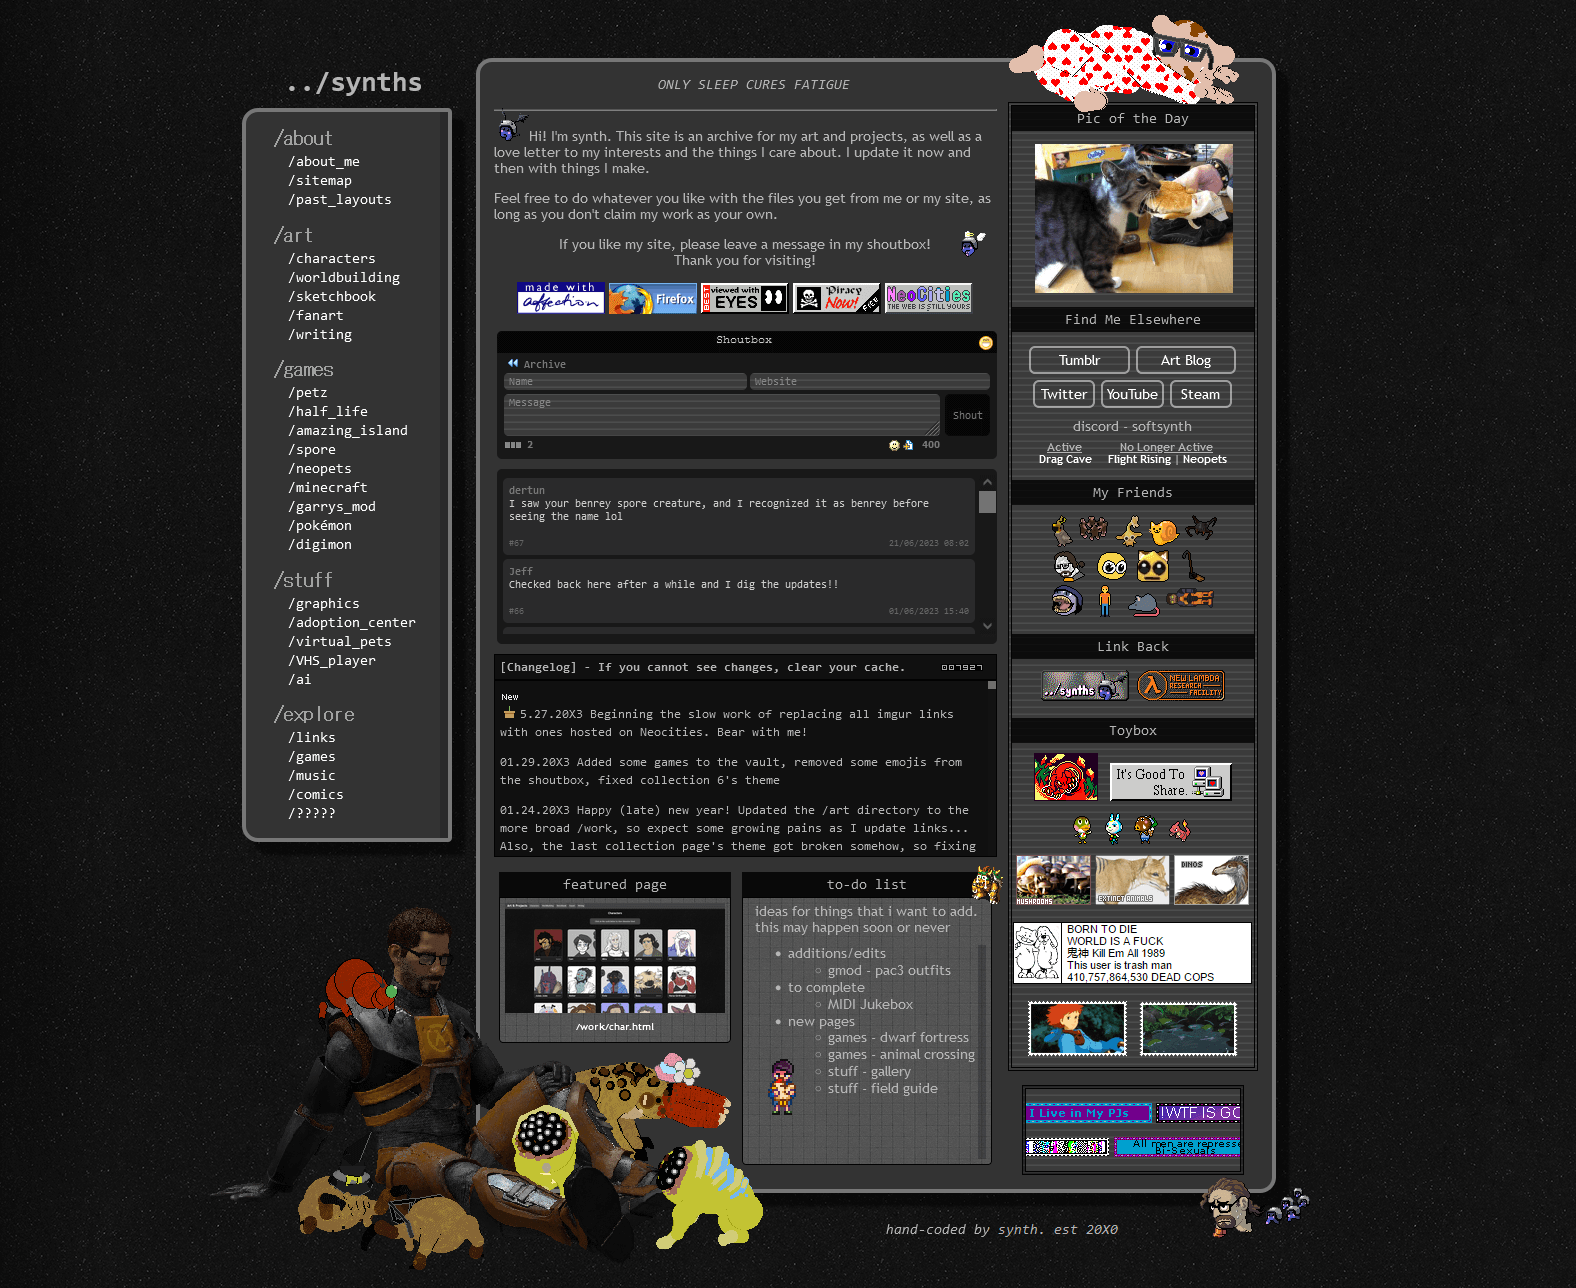 ../synths
/about
/about_me
/sitemap
/past_layouts
/art
/characters
/worldbuilding
/sketchbook
/fanart
/writing
/games
/petz
/half_life
/amazing_island
/spore
/neopets
/minecraft
/garrys_mod
/pokémon
/digimon
/stuff
/graphics
/adoption_center
/virtual_pets
/VHS_player
/ai
/explore
/links
/games
/music
/comics
/?????
ONLY SLEEP CURES FATIGUE
Hi! I'm synth. This site is an archive for my art and projects, as well as a
love letter to my interests and the things I care about. I update it now and
then with things I make.
Feel free to do whatever you like with the files you get from me or my site, as
long as you don't claim my work as your own.
If you like my site, please leave a message in my shoutbox!
Thank you for visiting!
made with
affection
Firefox
BEST viewed with
EYES
Piracy
Now!
FREE
NeoCities
THE WEB IS STILL YOURS
Shoutbox
Archive
Name
Website
Message
Shout
2
400
dertun
I saw your benrey spore creature, and I recognized it as benrey before
seeing the name lol
#67
21/06/2023 08:02
Jeff
Checked back here after a while and I dig the updates!!
#66
01/06/2023 15:40
[Changelog] - If you cannot see changes, clear your cache.
007927
New
5.27.20X3 Beginning the slow work of replacing all imgur links
with ones hosted on Neocities. Bear with me!
01.29.20X3 Added some games to the vault, removed some emojis from
the shoutbox, fixed collection 6's theme
01.24.20X3 Happy (late) new year! Updated the /art directory to the
more broad /work, so expect some growing pains as I update links...
Also, the last collection page's theme got broken somehow, so fixing
featured page
/work/char.html
to-do list
ideas for things that i want to add.
this may happen soon or never
additions/edits
gmod - pac3 outfits
to complete
MIDI Jukebox
new pages
games - dwarf fortress
games - animal crossing
stuff - gallery
stuff - field guide
Pic of the Day
Find Me Elsewhere
Tumblr
Art Blog
Twitter
YouTube
Steam
discord - softsynth
Active
No Longer Active
Drag Cave
Flight Rising | Neopets
My Friends
Link Back
../synths
NEW LAMBDA
RESEARCH
FACILITY
Toybox
It's Good To
Share.
MUSHROOMS
EXTINCT ANIMALS
DINOS
BORN TO DIE
WORLD IS A FUCK
鬼神 Kill Em All 1989
This user is trash man
410,757,864,530 DEAD COPS
I Live in My PJs
!WTF IS GO
All men are represse
Bi-Sexuals
hand-coded by synth. est 20X0